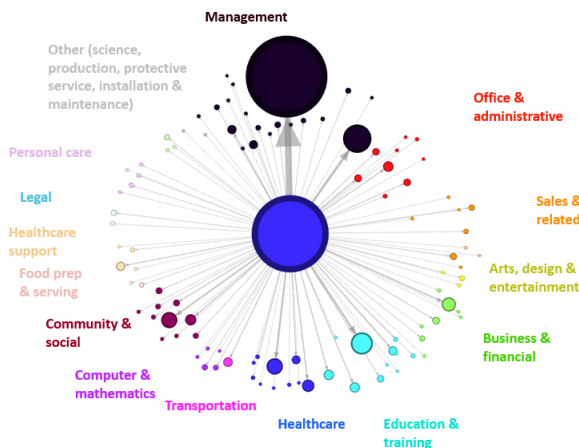 Management
Other (science,
production, protective
service, installation &
maintenance)
Office &
administrative
Personal care
Legal
Sales &
related
Healthcare
support
Arts, design &
entertainment
Food prep
& serving
Community &
social
Business &
financial
Computer &
mathematics
Transportation
Healthcare
Education &
training